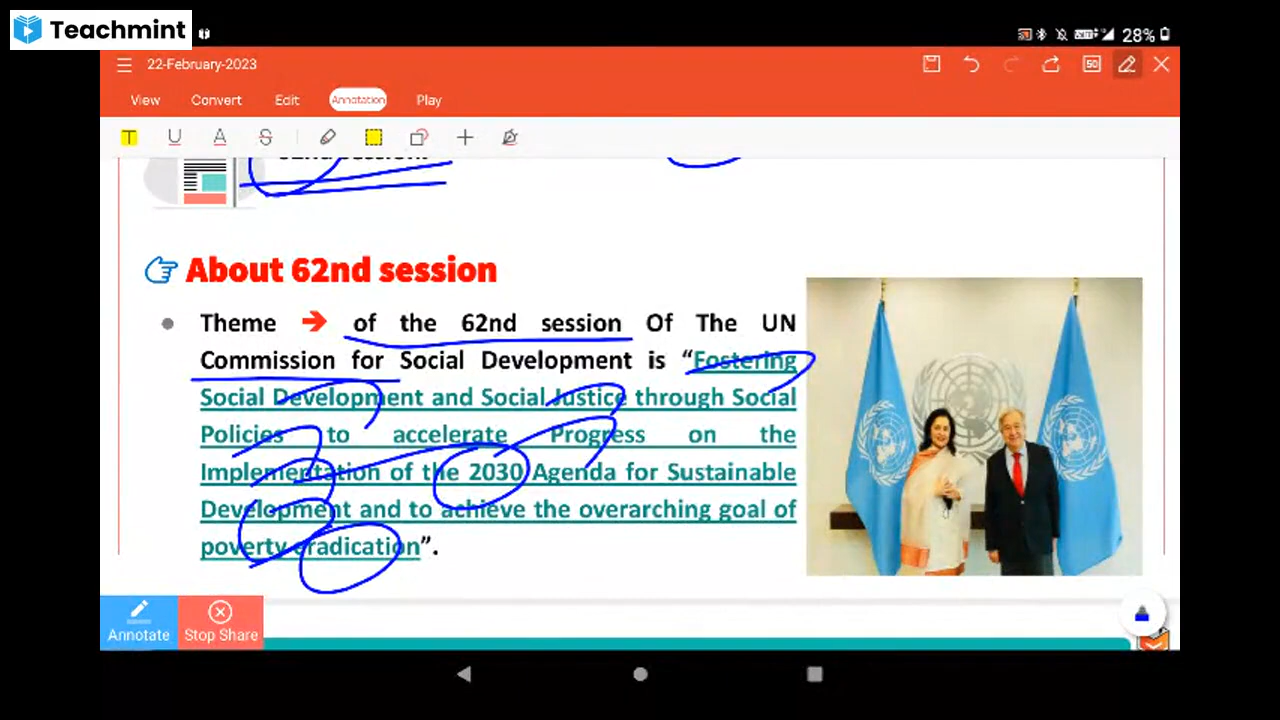 Teachmint
28%
22-February-2023
50
View Convert Edit Annotation Play
T U A S
About 62nd session
Theme of the 62nd session Of The UN
Commission for Social Development is “Fostering
Social Development and Social Justice through Social
Policies to accelerate Progress on the
Implementation of the 2030 Agenda for Sustainable
Development and to achieve the overarching goal of
poverty eradication”.
Annotate Stop Share